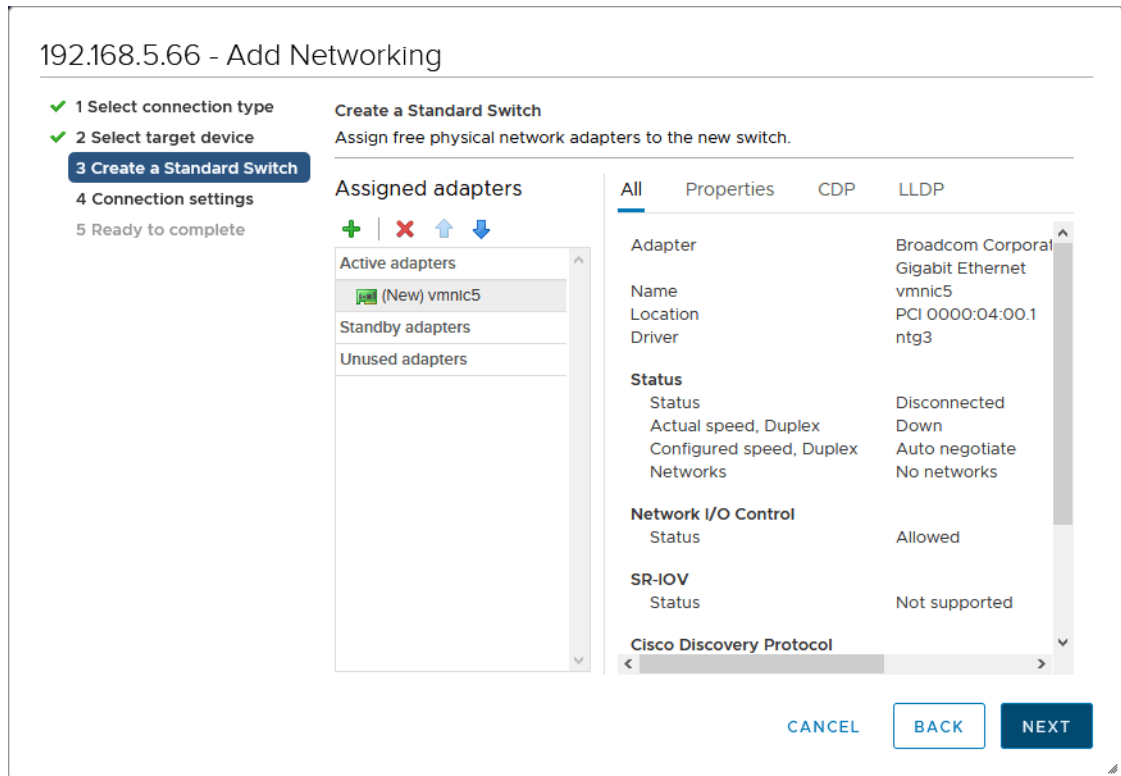 192.168.5.66 - Add Networking
1 Select connection type
2 Select target device
3 Create a Standard Switch
4 Connection settings
5 Ready to complete
Create a Standard Switch
Assign free physical network adapters to the new switch.
Assigned adapters
Active adapters
(New) vmnic5
Standby adapters
Unused adapters
All Properties CDP LLDP
Adapter Broadcom Corporat
Gigabit Ethernet
Name vmnic5
Location PCI 0000:04:00.1
Driver ntg3
Status
Status Disconnected
Actual speed, Duplex Down
Configured speed, Duplex Auto negotiate
Networks No networks
Network I/O Control
Status Allowed
SR-IOV
Status Not supported
Cisco Discovery Protocol
CANCEL BACK NEXT